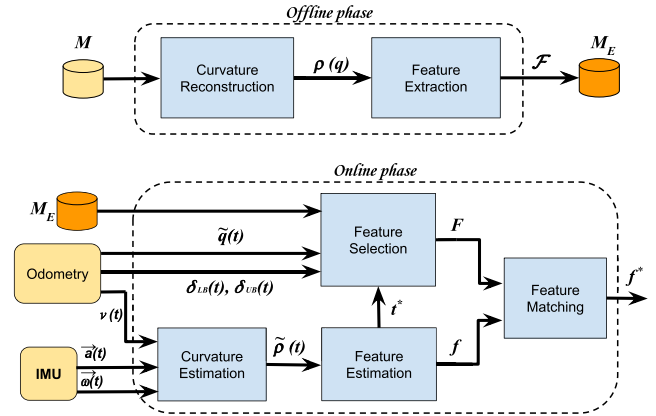 Offline phase
M
Curvature
Reconstruction
ρ (q)
Feature
Extraction
ℱ
M_E
Online phase
M_E
Odometry
q̃(t)
δ_LB(t), δ_UB(t)
v (t)
Feature
Selection
F
Feature
Matching
f*
t*
IMU
a⃗(t)
ω⃗(t)
Curvature
Estimation
ρ̃ (t)
Feature
Estimation
f